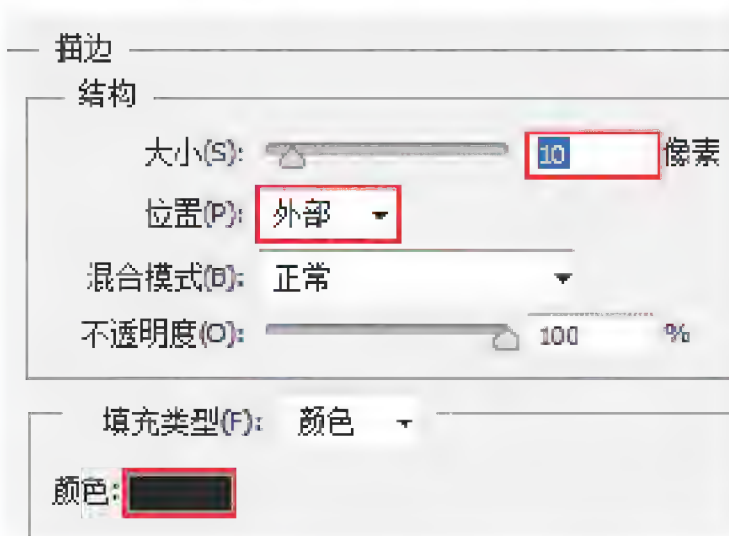 描边
结构
大小(S): 10 像素
位置(P): 外部
混合模式(B): 正常
不透明度(O): 100 %
填充类型(F): 颜色
颜色: